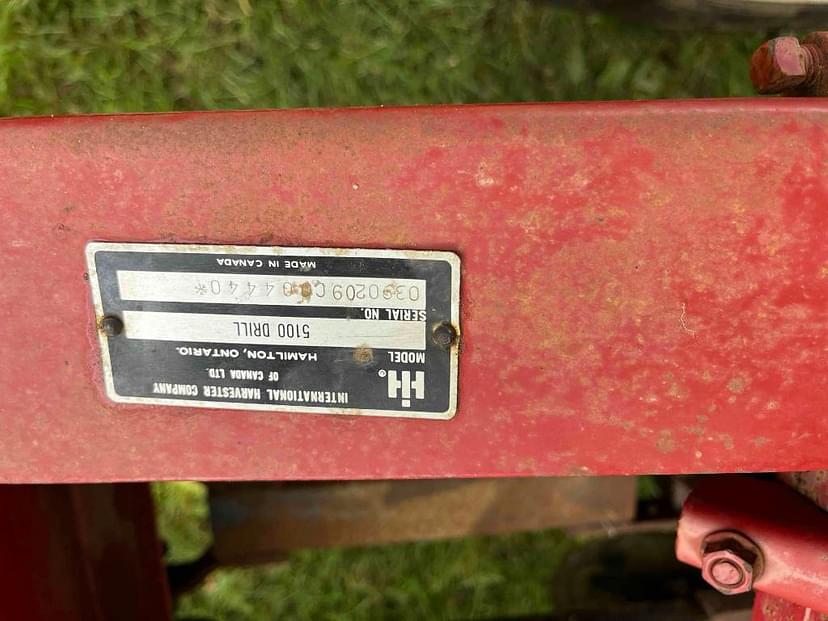 IH®
INTERNATIONAL HARVESTER COMPANY
OF CANADA LTD.
HAMILTON, ONTARIO.
MODEL
5100 DRILL
SERIAL NO.
MADE IN CANADA